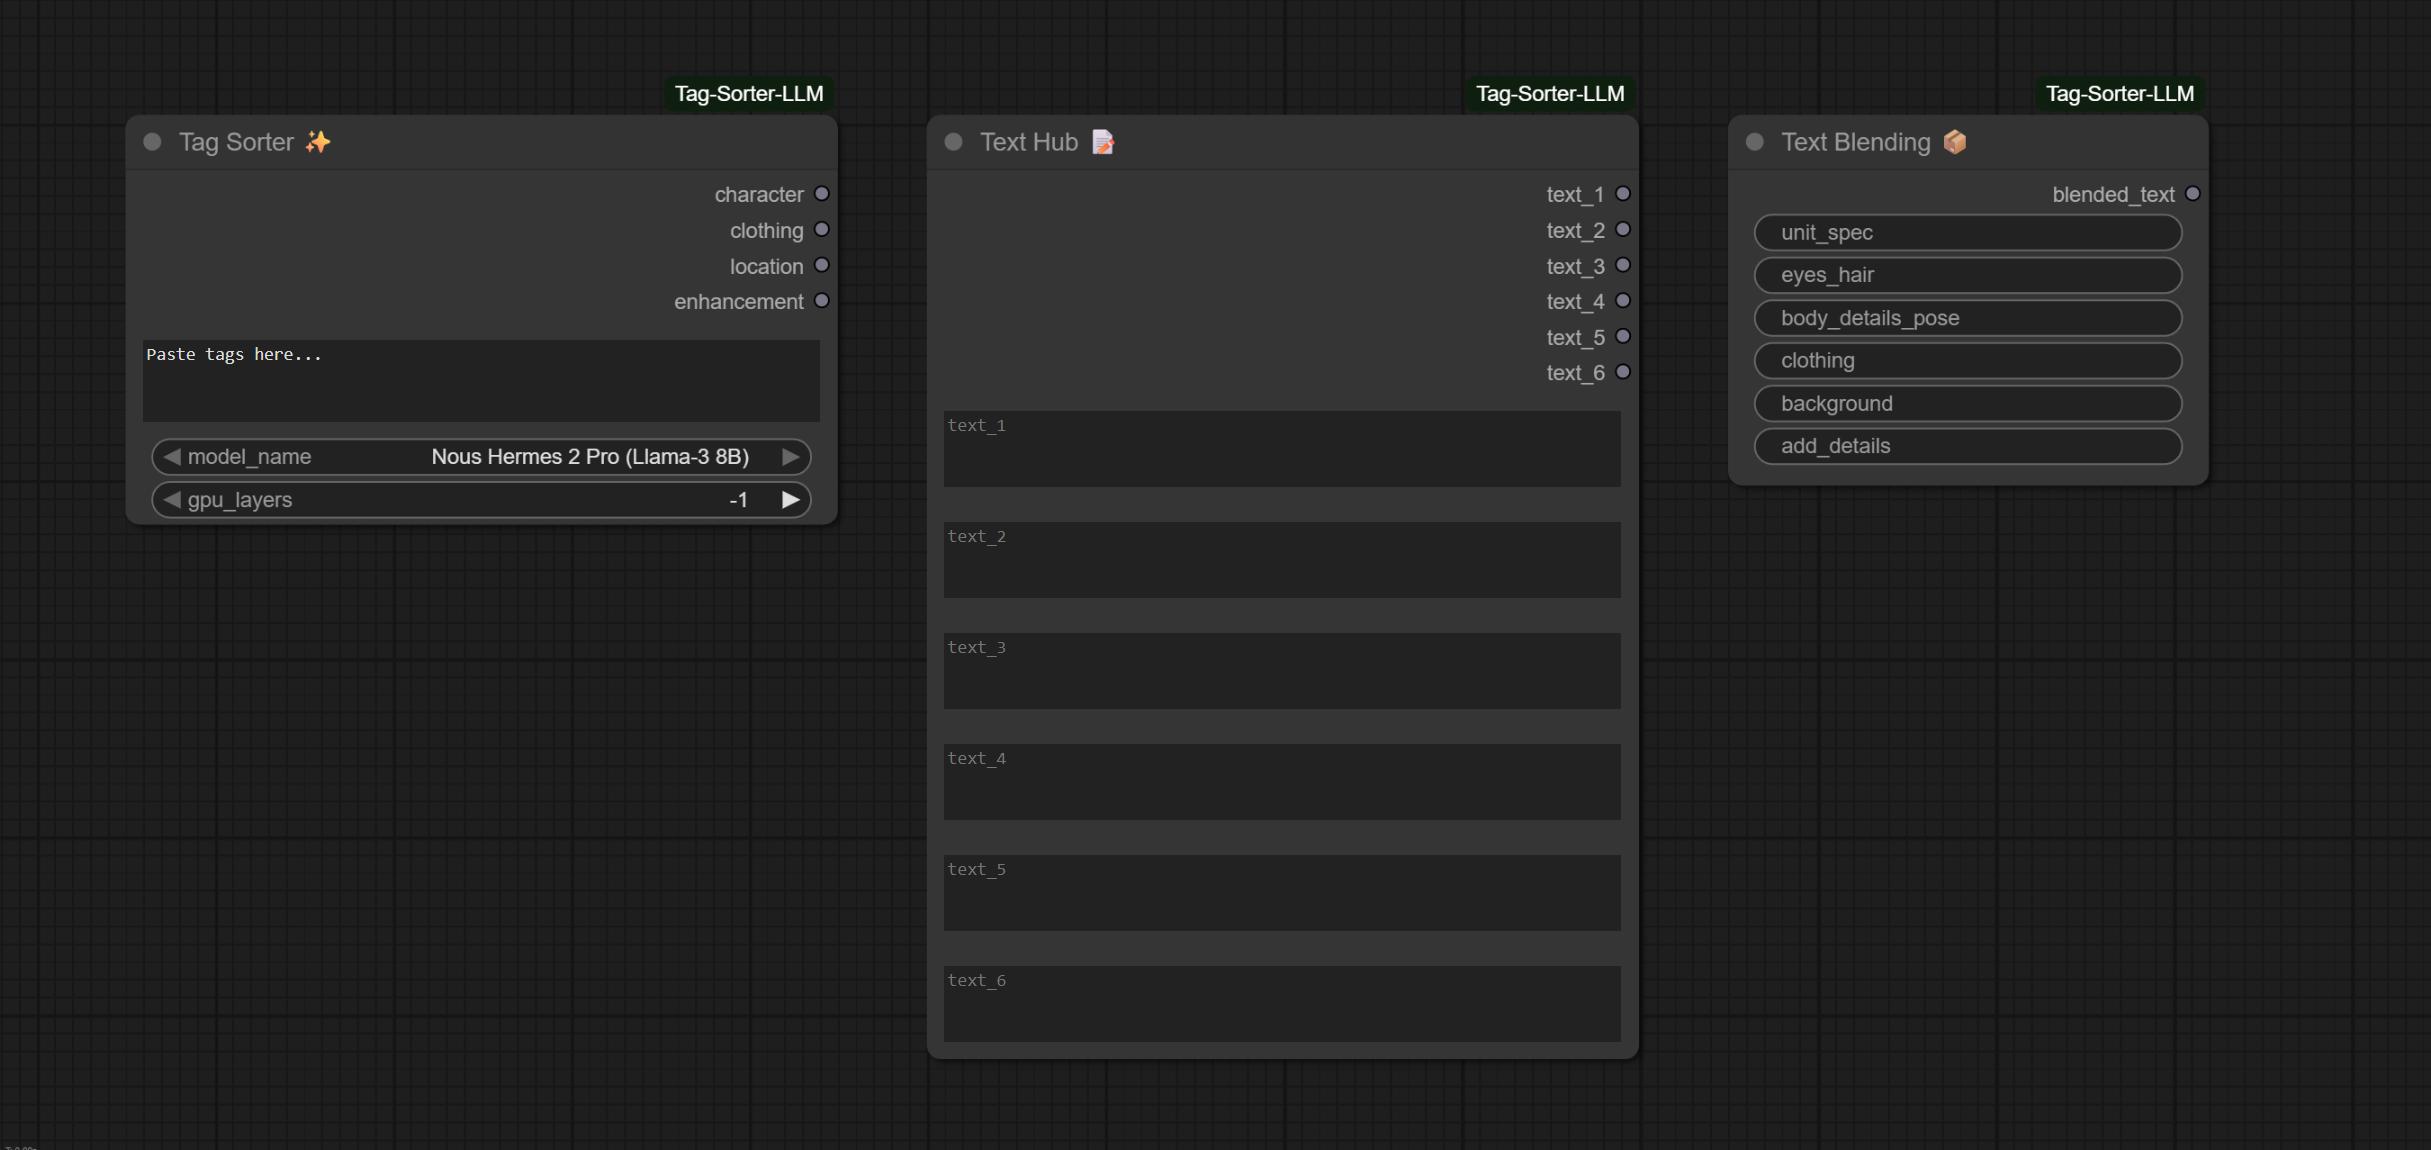 Tag-Sorter-LLM
Tag Sorter ✨
character
clothing
location
enhancement
Paste tags here...
model_name Nous Hermes 2 Pro (Llama-3 8B)
gpu_layers -1
Tag-Sorter-LLM
Text Hub 📝
text_1
text_2
text_3
text_4
text_5
text_6
text_1
text_2
text_3
text_4
text_5
text_6
Tag-Sorter-LLM
Text Blending 📦
blended_text
unit_spec
eyes_hair
body_details_pose
clothing
background
add_details